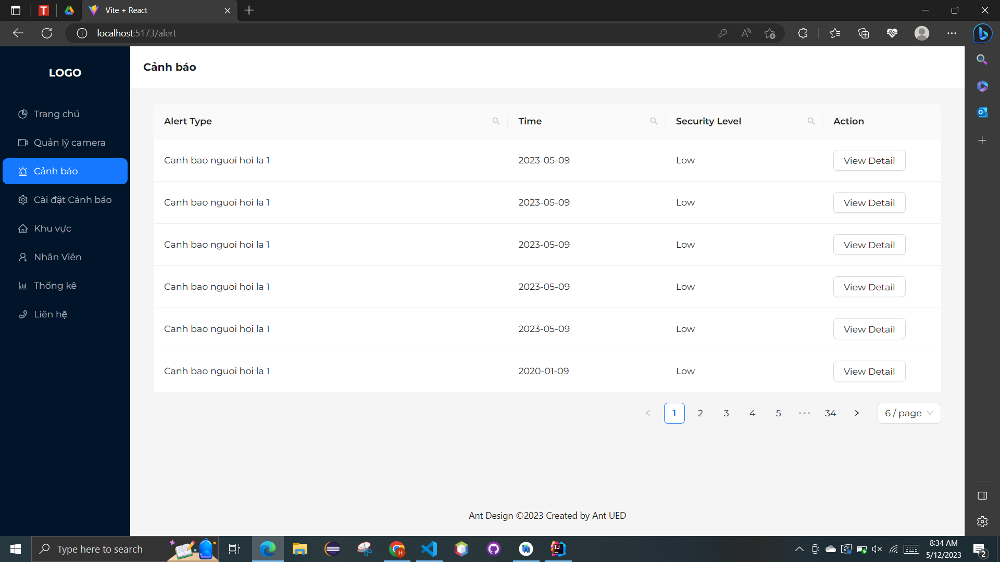 Vite + React
localhost:5173/alert
LOGO
Trang chủ
Quản lý camera
Cảnh báo
Cài đặt Cảnh báo
Khu vực
Nhân Viên
Thống kê
Liên hệ
Cảnh báo
Alert Type Time Security Level Action
Canh bao nguoi hoi la 1 2023-05-09 Low View Detail
Canh bao nguoi hoi la 1 2023-05-09 Low View Detail
Canh bao nguoi hoi la 1 2023-05-09 Low View Detail
Canh bao nguoi hoi la 1 2023-05-09 Low View Detail
Canh bao nguoi hoi la 1 2023-05-09 Low View Detail
Canh bao nguoi hoi la 1 2020-01-09 Low View Detail
< 1 2 3 4 5 ••• 34 > 6 / page
Ant Design ©2023 Created by Ant UED
Type here to search
8:34 AM
5/12/2023
2